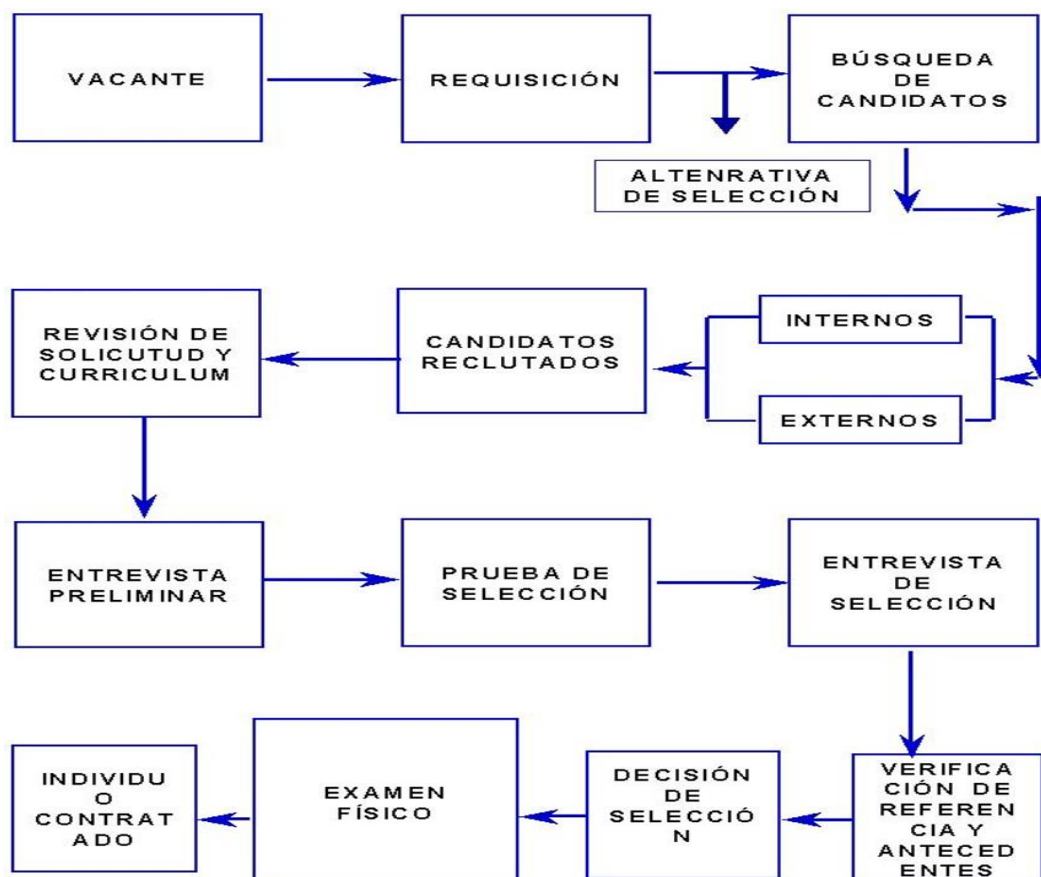 VACANTE
REQUISICIÓN
BÚSQUEDA
DE
CANDIDATOS
ALTENRATIVA
DE SELECCIÓN
INTERNOS
EXTERNOS
CANDIDATOS
RECLUTADOS
REVISIÓN DE
SOLICUTUD Y
CURRICULUM
ENTREVISTA
PRELIMINAR
PRUEBA DE
SELECCIÓN
ENTREVISTA
DE
SELECCIÓN
VERIFICA
CIÓN DE
REFEREN
CIA Y
ANTECED
ENTES
DECISIÓN
DE
SELECCIÓ
N
EXAMEN
FÍSICO
INDIVIDU
O
CONTRAT
ADO